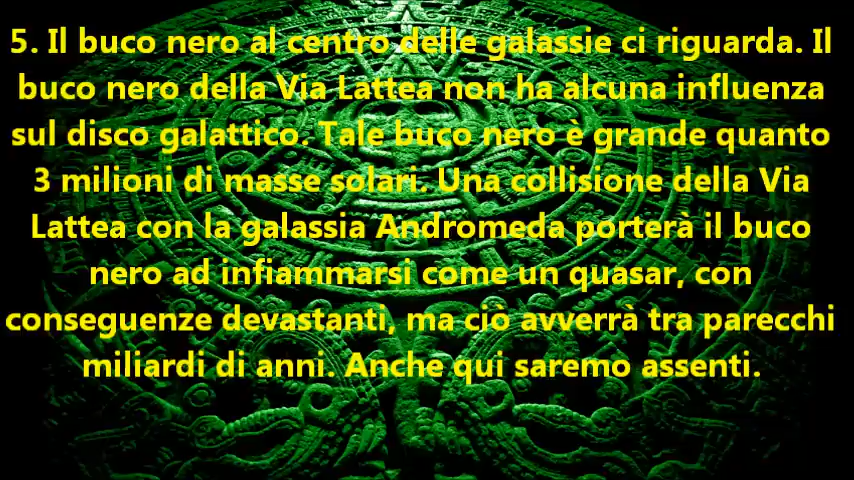 5. Il buco nero al centro delle galassie ci riguarda. Il
buco nero della Via Lattea non ha alcuna influenza
sul disco galattico. Tale buco nero è grande quanto
3 milioni di masse solari. Una collisione della Via
Lattea con la galassia Andromeda porterà il buco
nero ad infiammarsi come un quasar, con
conseguenze devastanti, ma ciò avverrà tra parecchi
miliardi di anni. Anche qui saremo assenti.